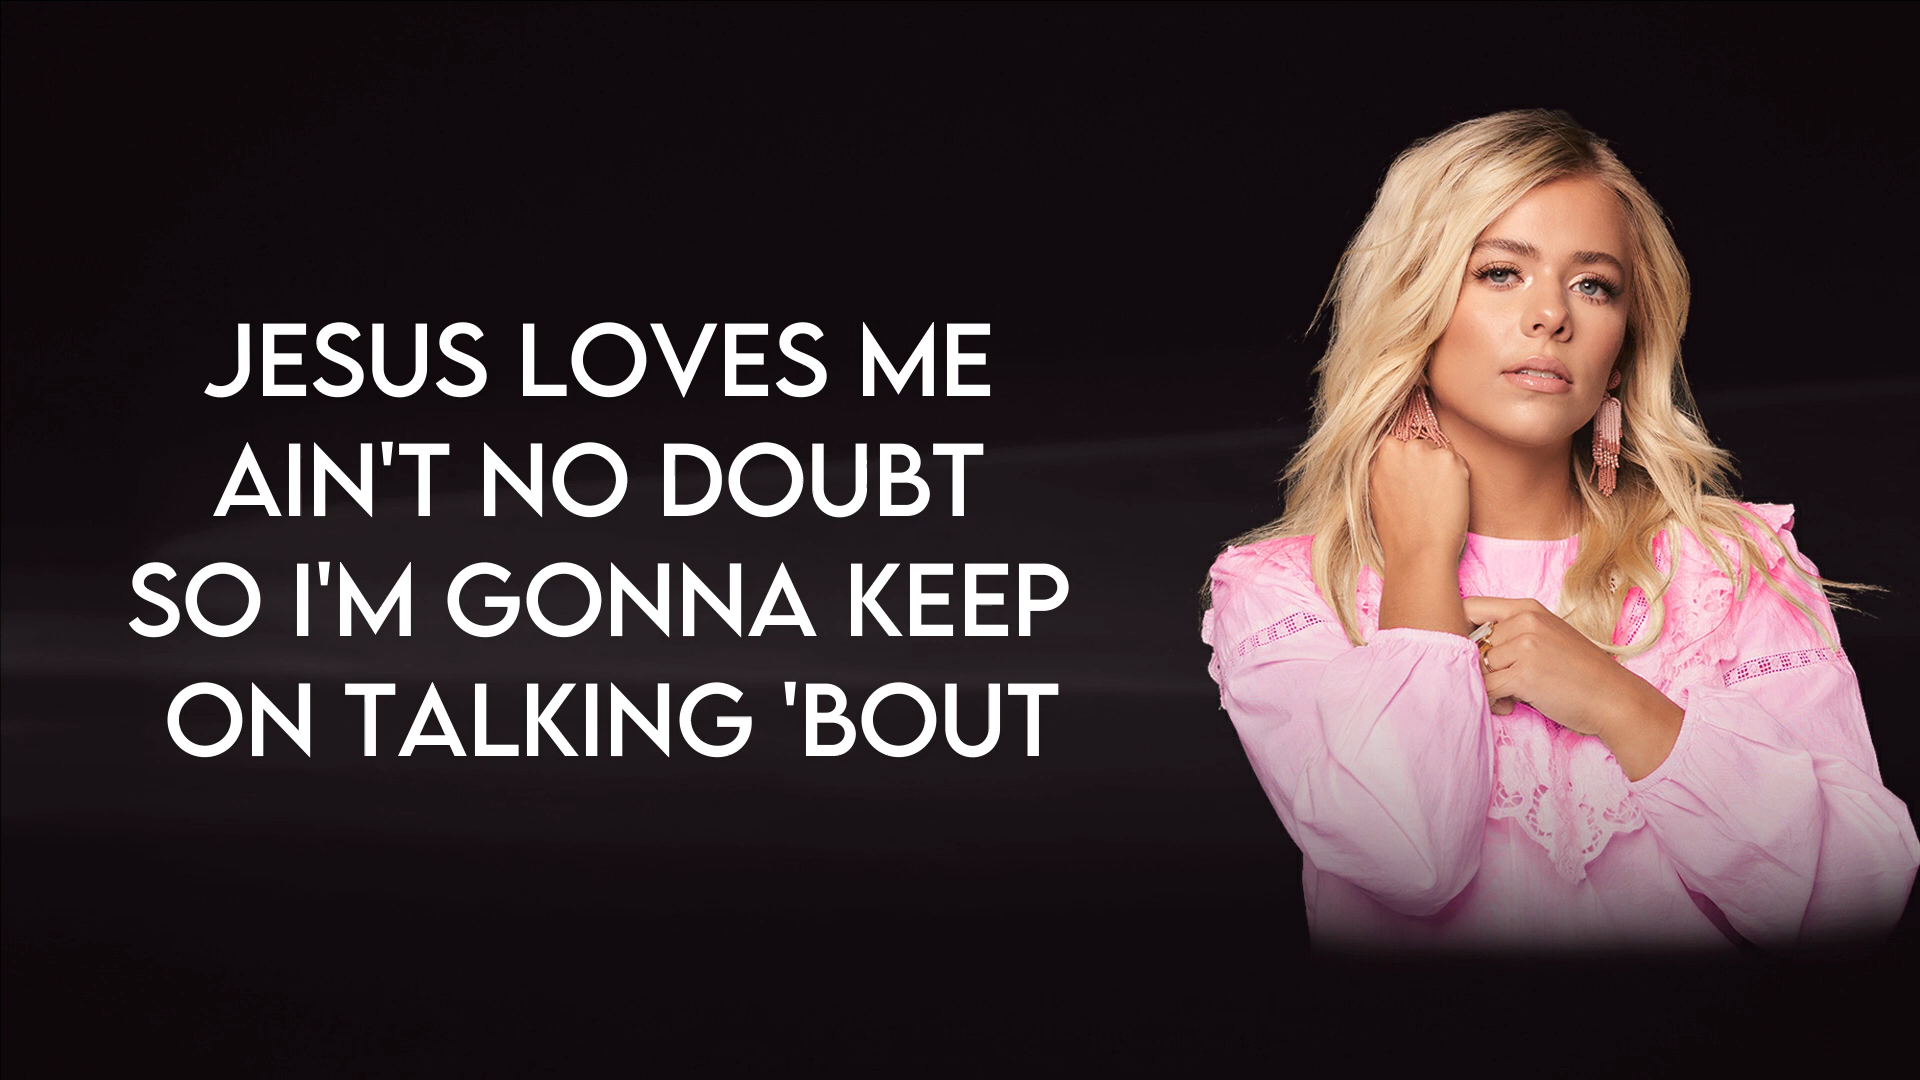 JESUS LOVES ME
AIN'T NO DOUBT
SO I'M GONNA KEEP
ON TALKING 'BOUT